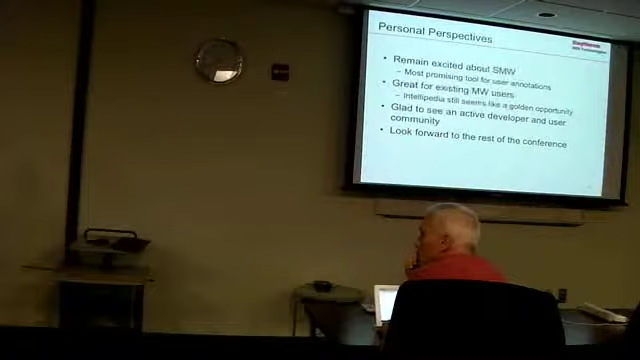 Personal Perspectives
• Remain excited about SMW
– Most promising tool for user annotations
• Great for existing MW users
– Intellipedia still seems like a golden opportunity
• Glad to see an active developer and user
community
• Look forward to the rest of the conference